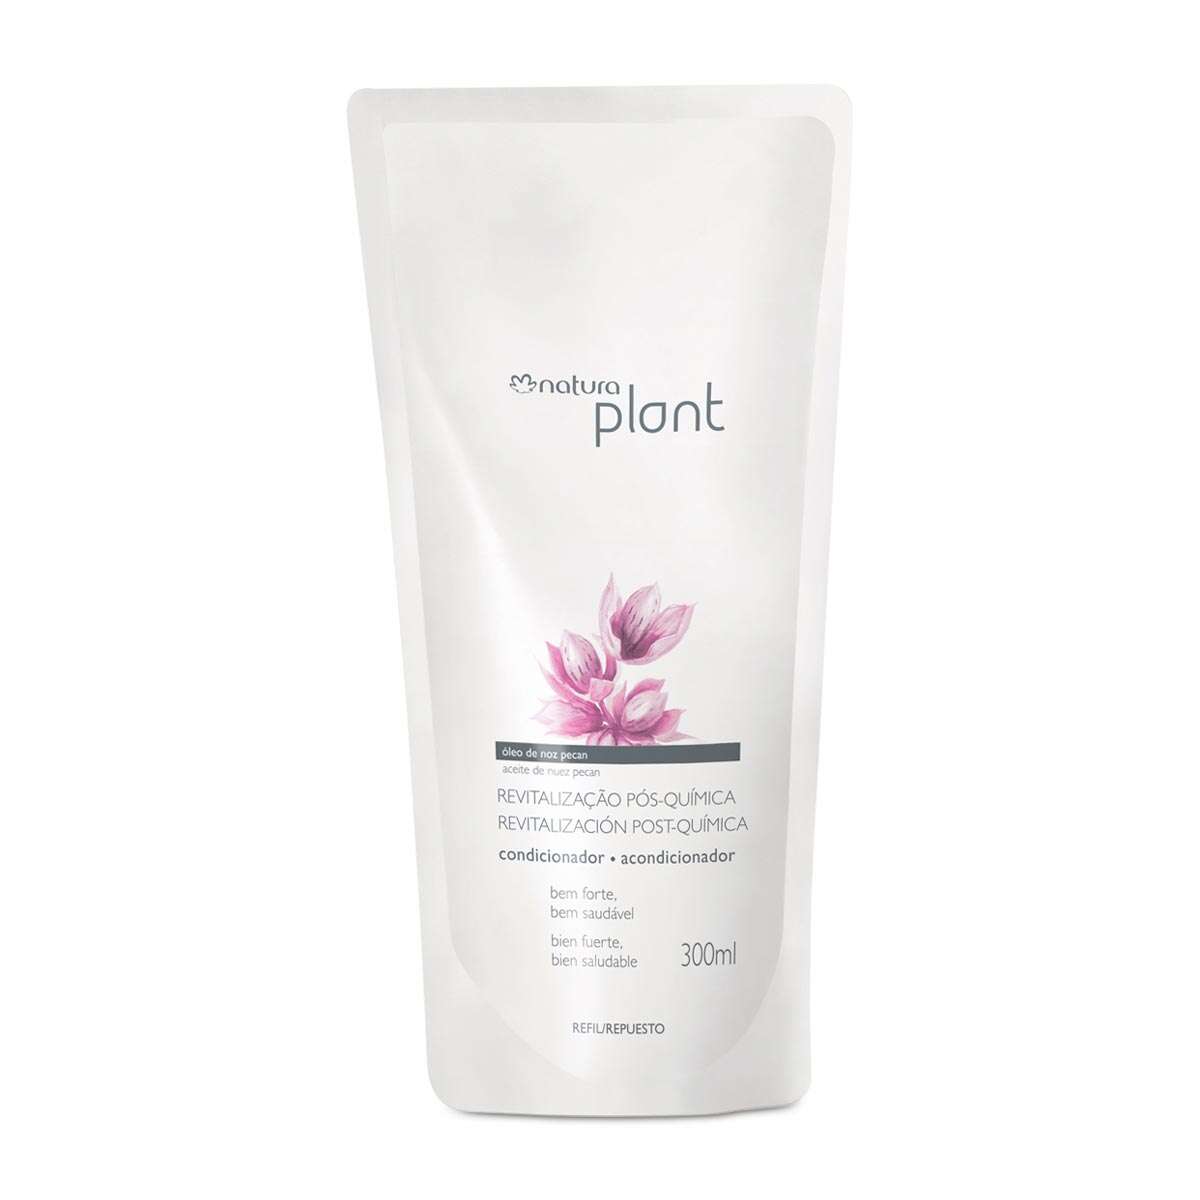 natura
plant
óleo de noz pecan
aceite de nuez pecan
REVITALIZAÇÃO PÓS-QUÍMICA
REVITALIZACIÓN POST-QUÍMICA
condicionador • acondicionador
bem forte,
bem saudável
bien fuerte,
bien saludable
300ml
REFIL/REPUESTO